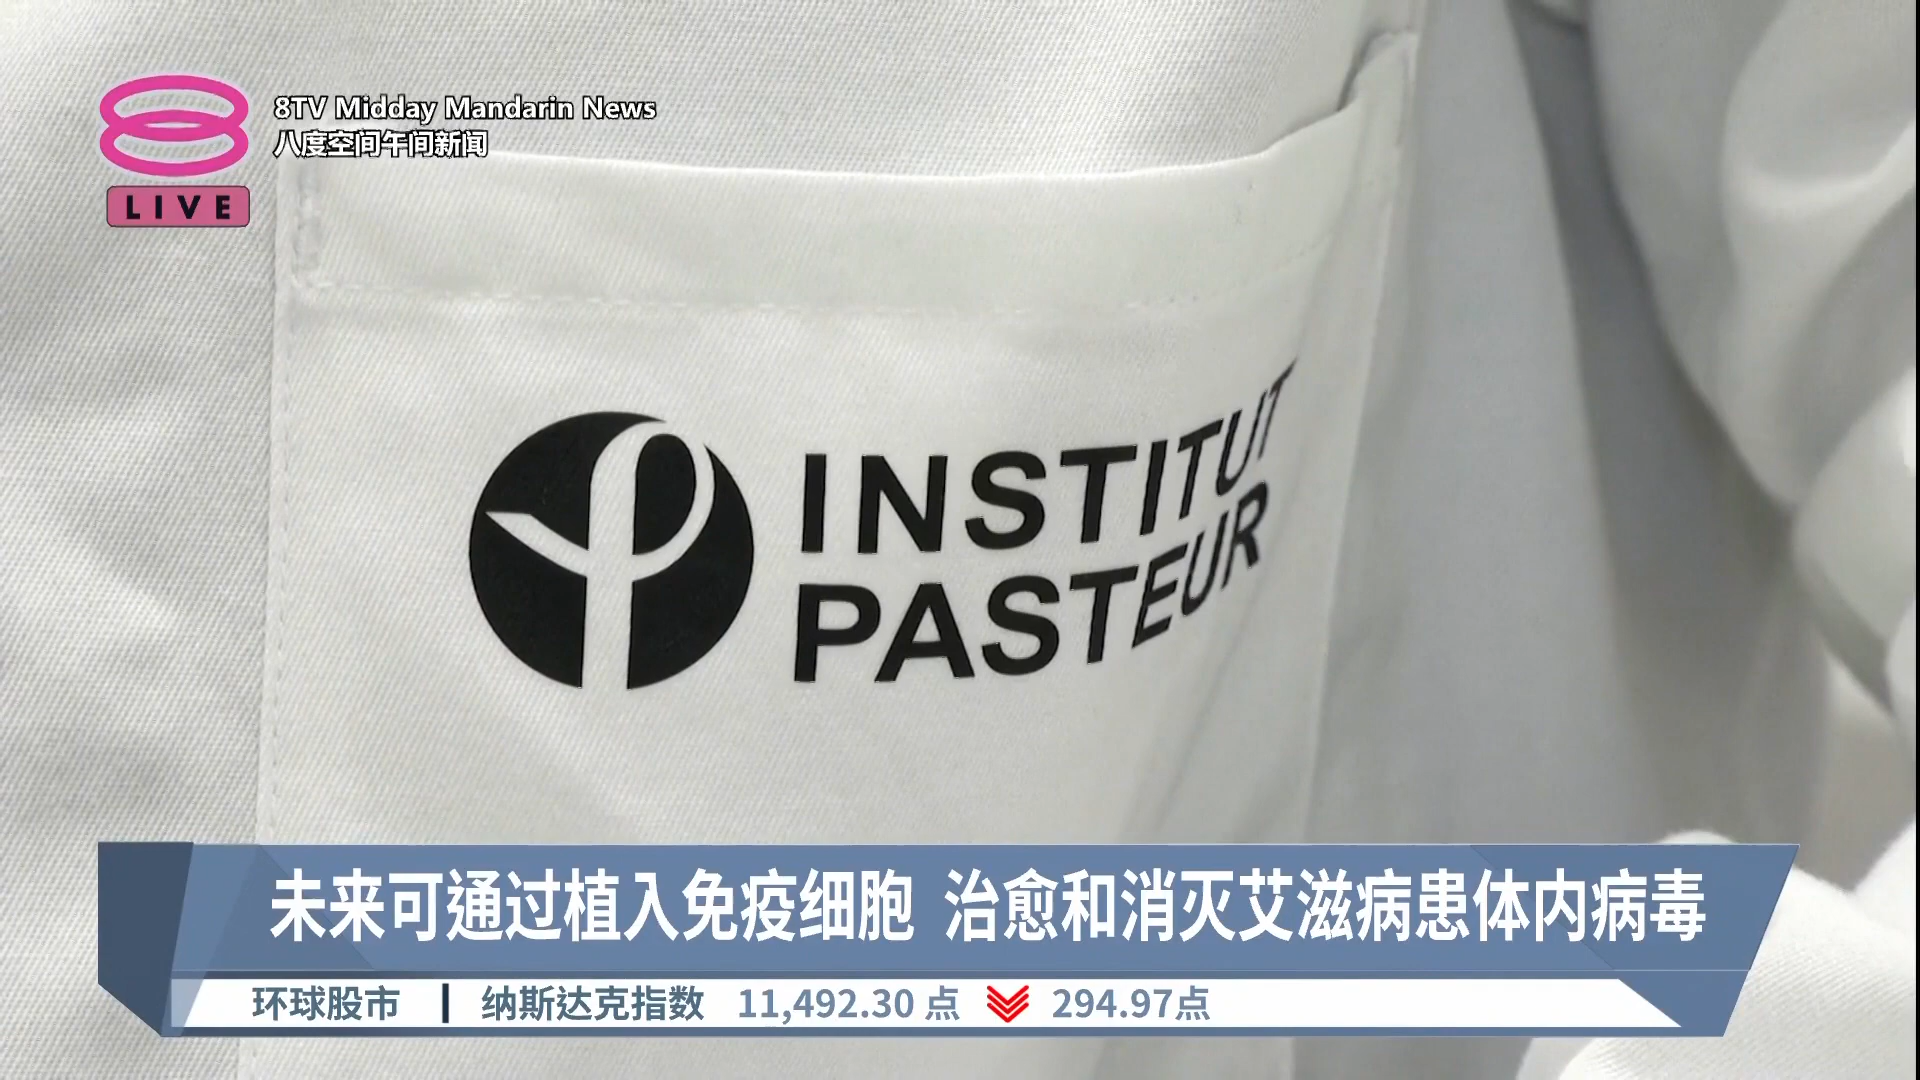 8TV Midday Mandarin News
八度空间午间新闻
LIVE
INSTITUT
PASTEUR
未来可通过植入免疫细胞 治愈和消灭艾滋病患体内病毒
环球股市 | 纳斯达克指数 11,492.30 点 294.97点